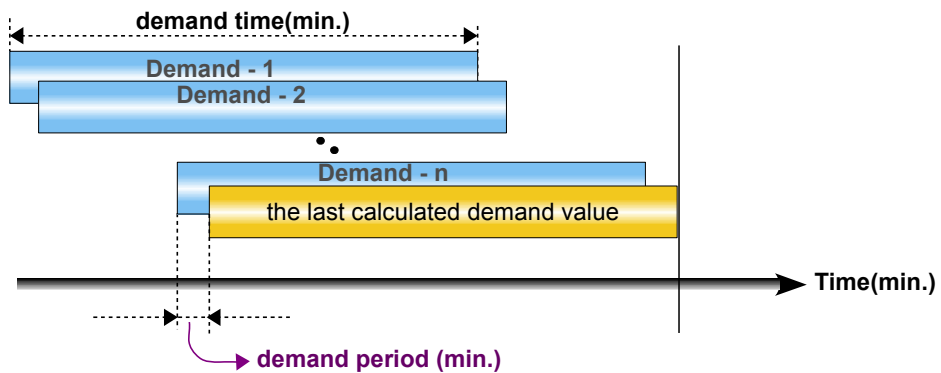 demand time(min.)
Demand - 1
Demand - 2
Demand - n
the last calculated demand value
Time(min.)
demand period (min.)